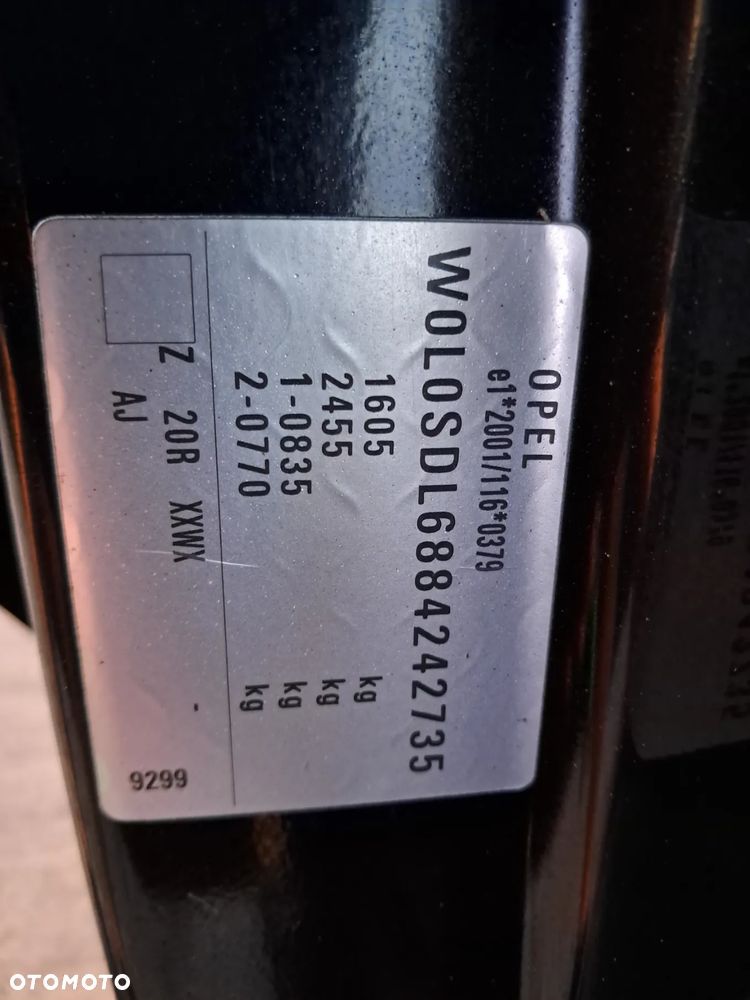 OPEL
e1*2001/116*0379
W0L0SDL6884242735
1605 kg
2455 kg
1-0835 kg
2-0770 kg
Z 20R XXWX -
AJ
9299
OTOMOTO